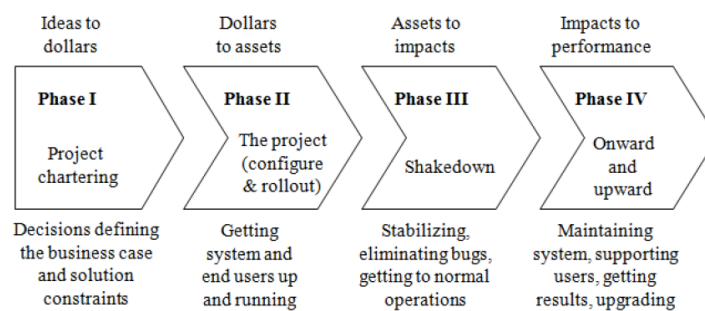 Ideas to
dollars
Dollars
to assets
Assets to
impacts
Impacts to
performance
Phase I
Project
chartering
Phase II
The project
(configure
& rollout)
Phase III
Shakedown
Phase IV
Onward
and
upward
Decisions defining
the business case
and solution
constraints
Getting
system and
end users up
and running
Stabilizing,
eliminating bugs,
getting to normal
operations
Maintaining
system, supporting
users, getting
results, upgrading